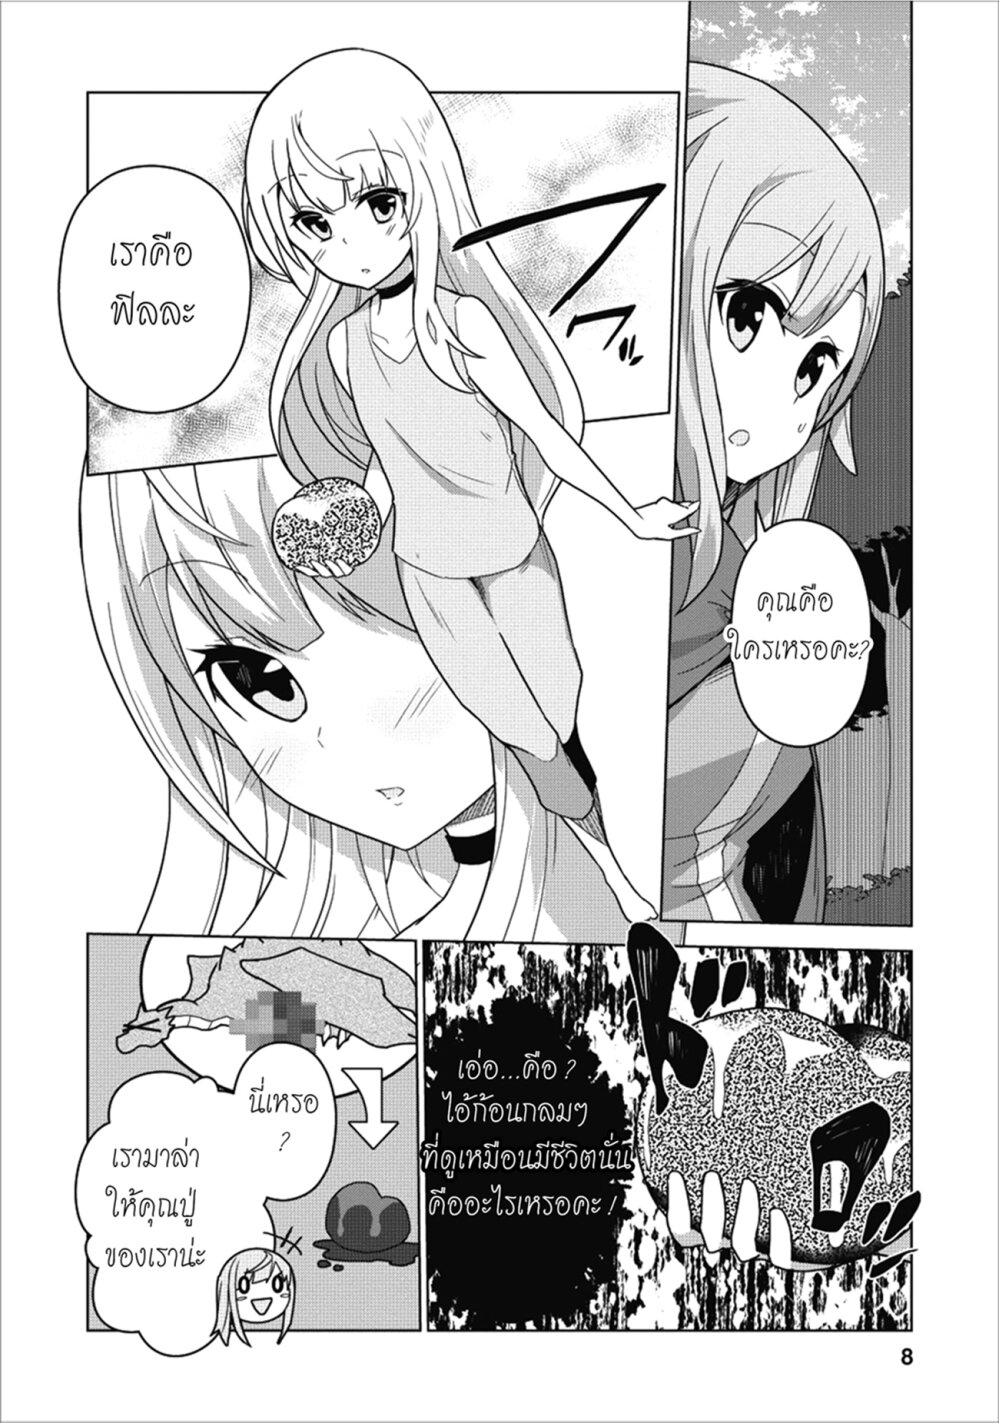 คุณคือ
ใครเหรอคะ?
เราคือ
ฟิลละ
เอ่อ...คือ?
ไอ้ก้อนกลมๆ
ที่ดูเหมือนมีชีวิตนั่น
คืออะไรเหรอคะ!
นี่เหรอ
?
เรามาล่า
ให้คุณปู่
ของเราน่ะ
8